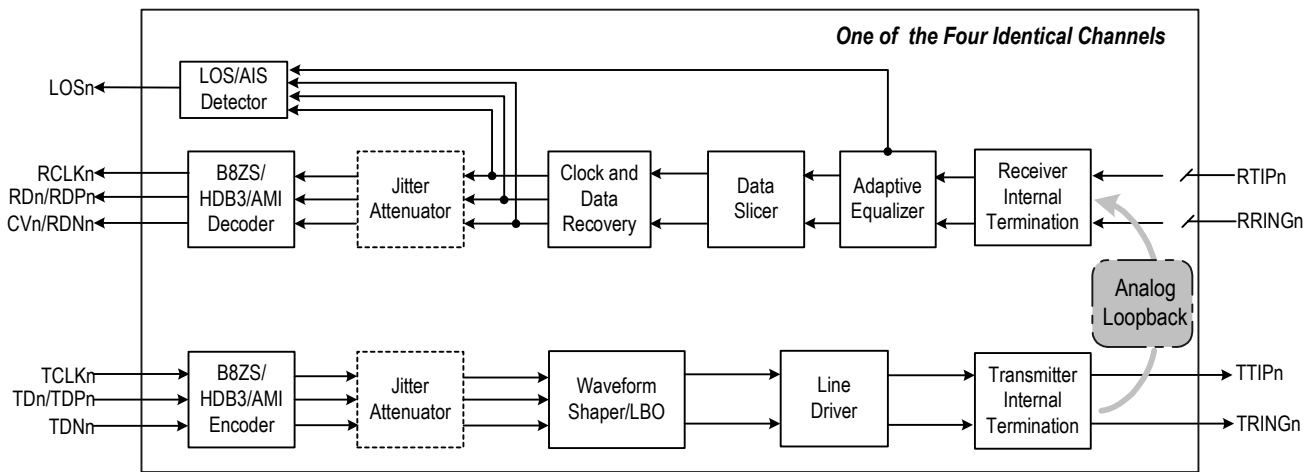 One of the Four Identical Channels
LOSn
LOS/AIS
Detector
RCLKn
RDn/RDPn
CVn/RDNn
B8ZS/
HDB3/AMI
Decoder
Jitter
Attenuator
Clock and
Data
Recovery
Data
Slicer
Adaptive
Equalizer
Receiver
Internal
Termination
RTIPn
RRINGn
Analog
Loopback
TCLKn
TDn/TDPn
TDNn
B8ZS/
HDB3/AMI
Encoder
Jitter
Attenuator
Waveform
Shaper/LBO
Line
Driver
Transmitter
Internal
Termination
TTIPn
TRINGn